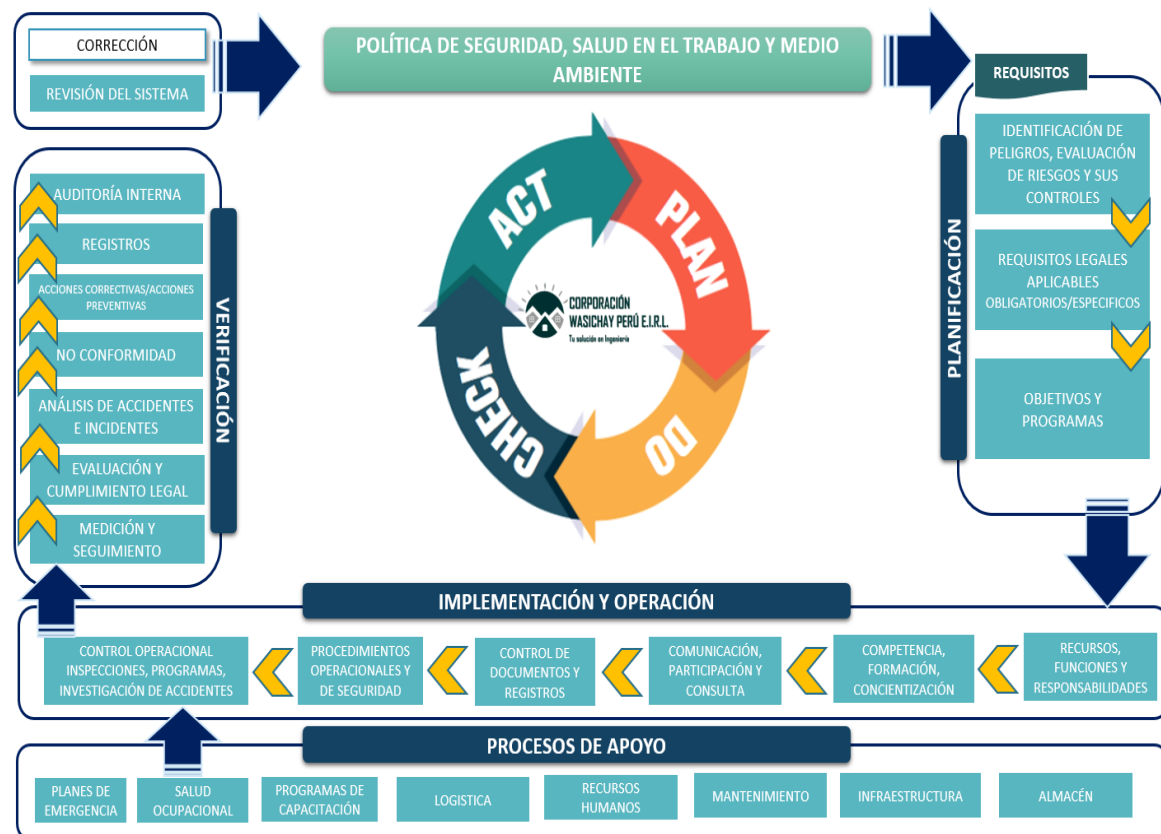 CORRECCIÓN
REVISIÓN DEL SISTEMA
POLÍTICA DE SEGURIDAD, SALUD EN EL TRABAJO Y MEDIO
AMBIENTE
REQUISITOS
IDENTIFICACIÓN DE
PELIGROS, EVALUACIÓN
DE RIESGOS Y SUS
CONTROLES
REQUISITOS LEGALES
APLICABLES
OBLIGATORIOS/ESPECIFICOS
OBJETIVOS Y
PROGRAMAS
PLANIFICACIÓN
AUDITORÍA INTERNA
REGISTROS
ACCIONES CORRECTIVAS/ACCIONES
PREVENTIVAS
NO CONFORMIDAD
ANÁLISIS DE ACCIDENTES
E INCIDENTES
EVALUACIÓN Y
CUMPLIMIENTO LEGAL
MEDICIÓN Y
SEGUIMIENTO
VERIFICACIÓN
ACT
PLAN
DO
CHECK
CORPORACIÓN
WASICHAY PERÚ E.I.R.L.
Tu solución en Ingeniería
IMPLEMENTACIÓN Y OPERACIÓN
CONTROL OPERACIONAL
INSPECCIONES, PROGRAMAS,
INVESTIGACIÓN DE ACCIDENTES
PROCEDIMIENTOS
OPERACIONALES Y
DE SEGURIDAD
CONTROL DE
DOCUMENTOS Y
REGISTROS
COMUNICACIÓN,
PARTICIPACIÓN Y
CONSULTA
COMPETENCIA,
FORMACIÓN,
CONCIENTIZACIÓN
RECURSOS,
FUNCIONES Y
RESPONSABILIDADES
PROCESOS DE APOYO
PLANES DE
EMERGENCIA
SALUD
OCUPACIONAL
PROGRAMAS DE
CAPACITACIÓN
LOGISTICA
RECURSOS
HUMANOS
MANTENIMIENTO
INFRAESTRUCTURA
ALMACÉN